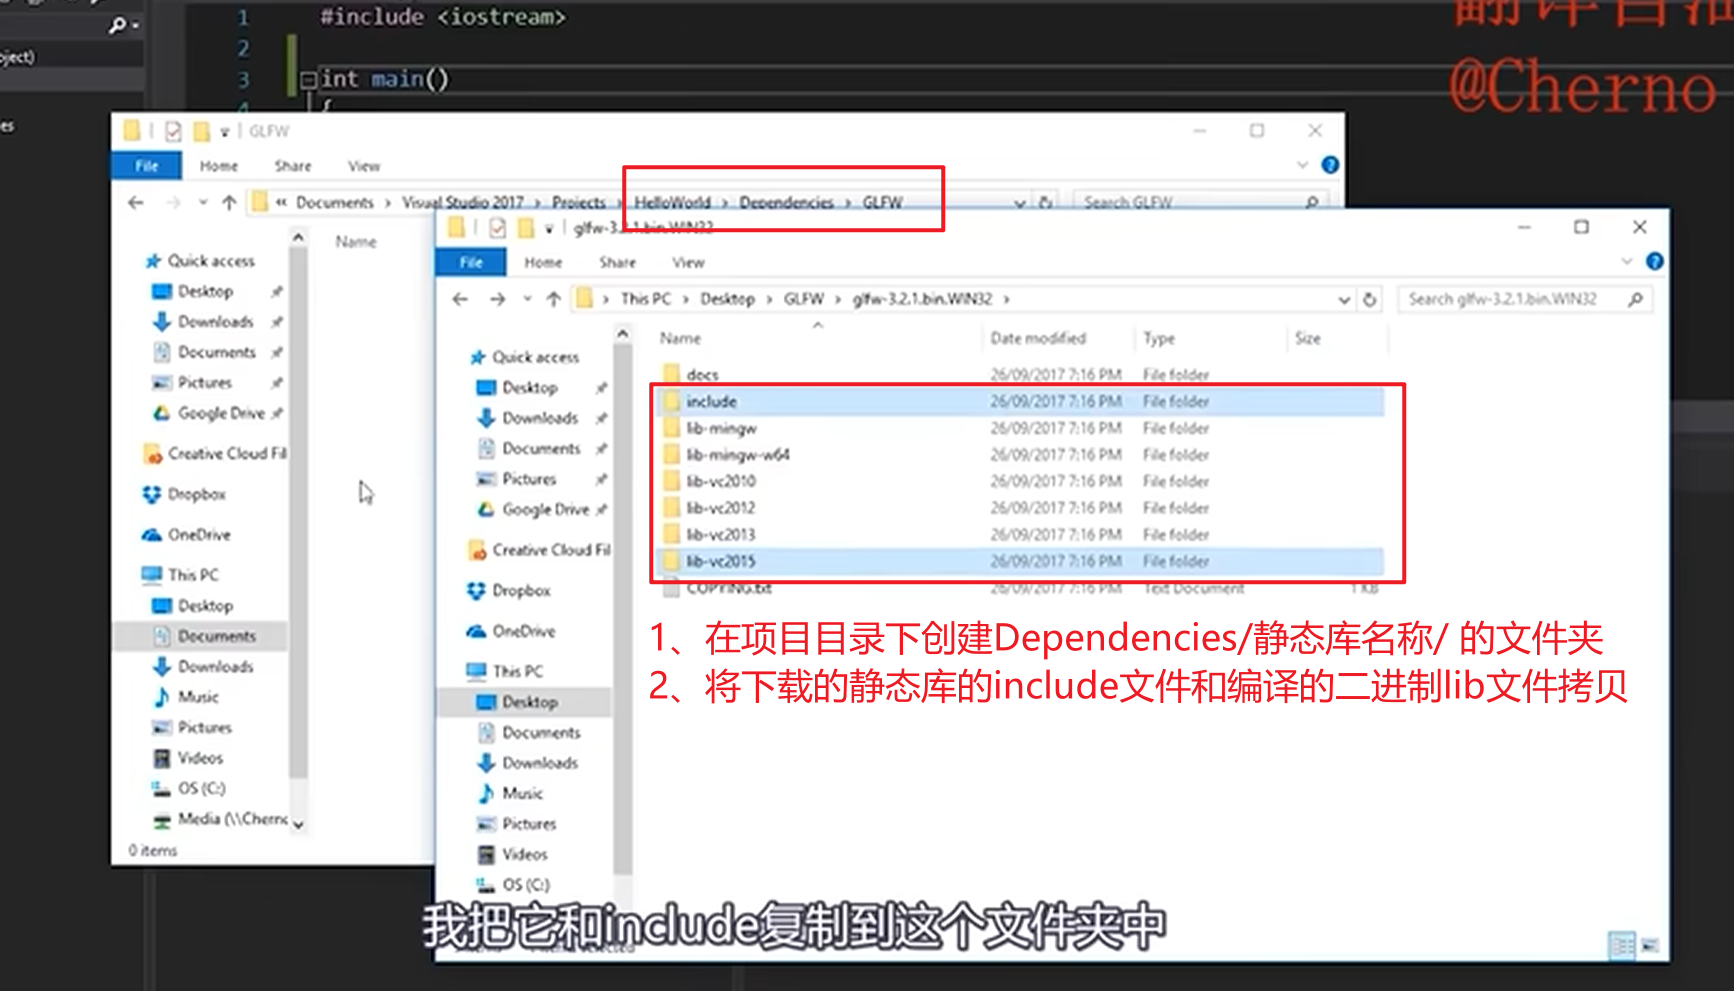 1 #include <iostream>
2
3 int main()
4 {
翻译
@Cherno
oject)
es
GLFW
File Home Share View
« Documents › Visual Studio 2017 › Projects › HelloWorld › Dependencies › GLFW
Search GLFW
Name
Quick access
Desktop
Downloads
Documents
Pictures
Google Drive
Creative Cloud Fil
Dropbox
OneDrive
This PC
Desktop
Documents
Downloads
Music
Pictures
Videos
OS (C:)
Media (\\Cherno
0 items
glfw-3.2.1.bin.WIN32
File Home Share View
› This PC › Desktop › GLFW › glfw-3.2.1.bin.WIN32 ›
Search glfw-3.2.1.bin.WIN32
Quick access
Desktop
Downloads
Documents
Pictures
Google Drive
Creative Cloud Fil
Dropbox
OneDrive
This PC
Desktop
Documents
Downloads
Music
Pictures
Videos
OS (C:)
Name Date modified Type Size
docs 26/09/2017 7:16 PM File folder
include 26/09/2017 7:16 PM File folder
lib-mingw 26/09/2017 7:16 PM File folder
lib-mingw-w64 26/09/2017 7:16 PM File folder
lib-vc2010 26/09/2017 7:16 PM File folder
lib-vc2012 26/09/2017 7:16 PM File folder
lib-vc2013 26/09/2017 7:16 PM File folder
lib-vc2015 26/09/2017 7:16 PM File folder
COPYING.txt 26/09/2017 7:16 PM Text Document 1 KB
1、在项目目录下创建Dependencies/静态库名称/ 的文件夹
2、将下载的静态库的include文件和编译的二进制lib文件拷贝
我把它和include复制到这个文件夹中